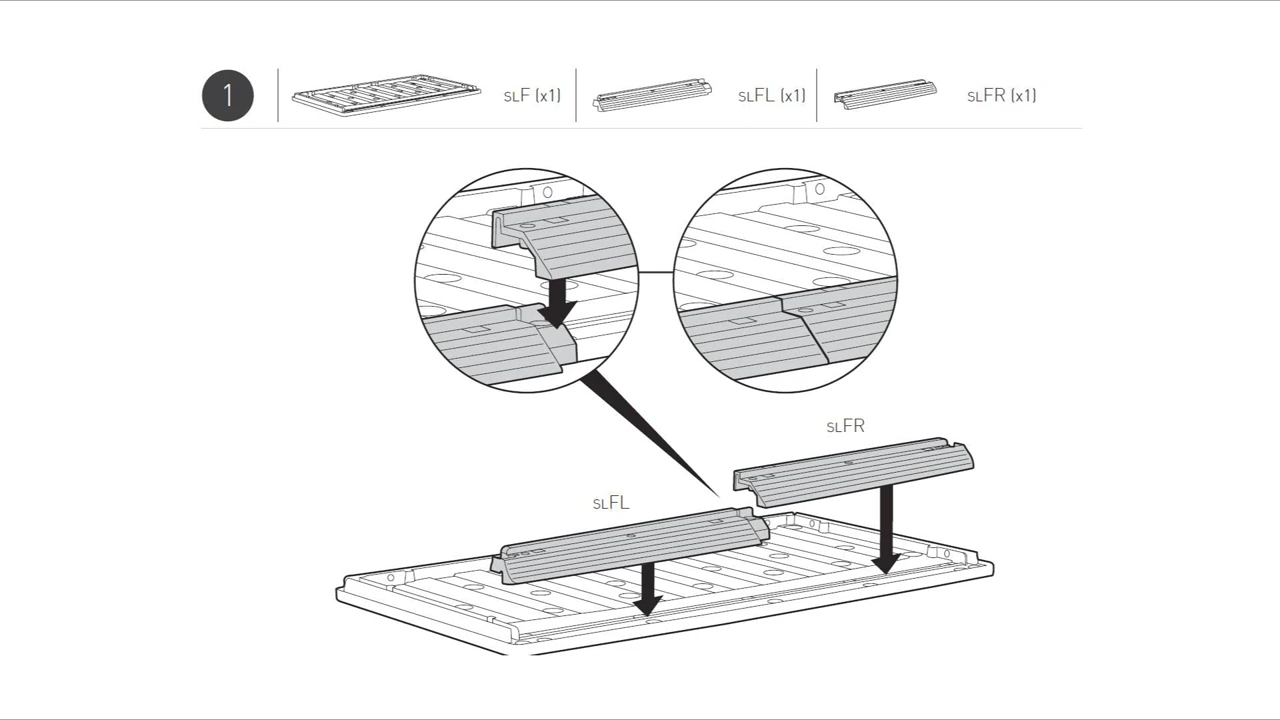 1
SLF (x1)
SLFL (x1)
SLFR (x1)
SLFR
SLFL